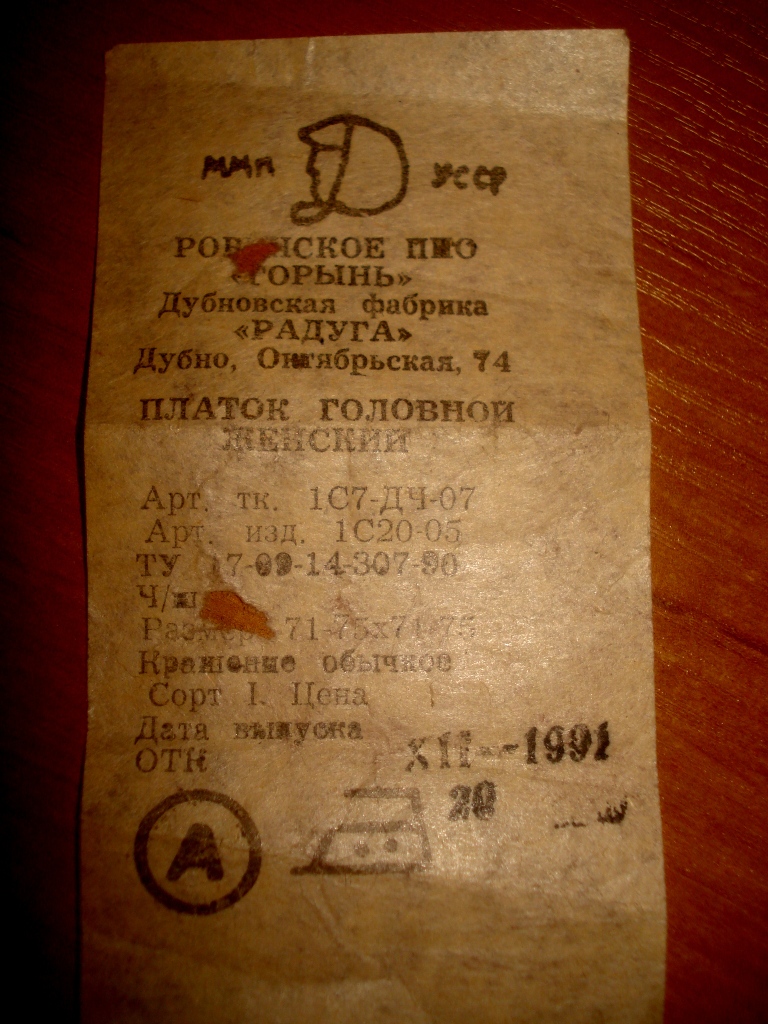 ММП УССР
РОВЕНСКОЕ ПШО
«ГОРЫНЬ»
Дубновская фабрика
«РАДУГА»
Дубно, Октябрьская, 74
ПЛАТОК ГОЛОВНОЙ
ЖЕНСКИЙ
Арт. тк. 1С7-ДЧ-07
Арт. изд. 1С20-05
ТУ 17-09-14-307-90
Ч/ш
Размер 71-75х71-75
Крашение обычное
Сорт I. Цена
Дата выпуска XII--1991
ОТК 20
А